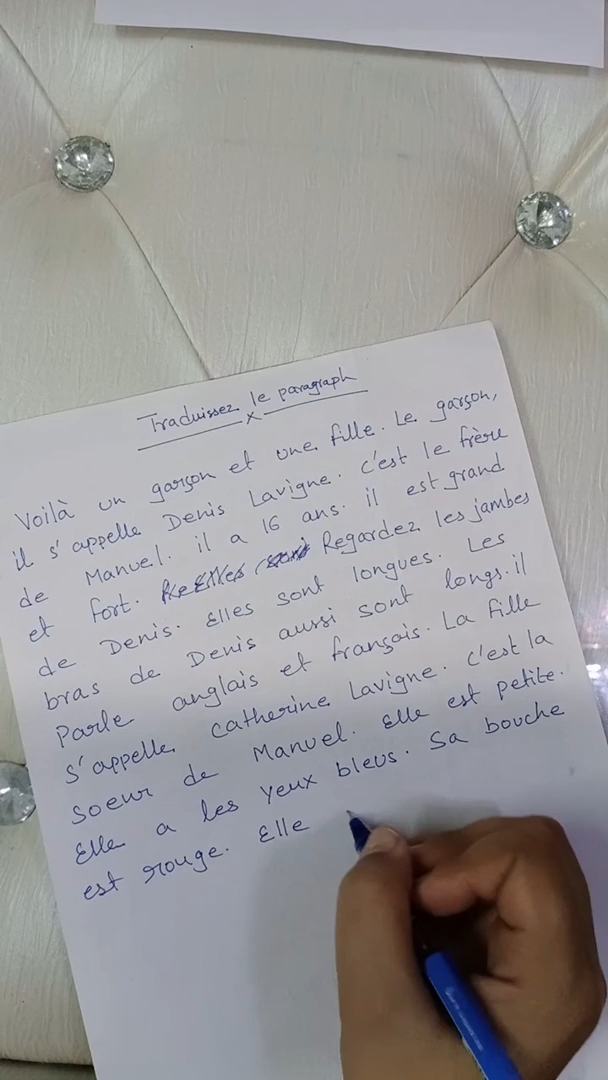 Traduissez le paragraph
x
Voilà un garçon et une fille. Le garçon,
il s'appelle Denis Lavigne. c'est le frère
de Manuel. il a 16 ans. il est grand
et fort. Regardez les jambes
de Denis. Elles sont longues. Les
bras de Denis aussi sont longs. il
Parle anglais et français. La fille
s'appelle catherine Lavigne. c'est la
soeur de Manuel. Elle est petite.
Elle a les yeux bleus. Sa bouche
est rouge. Elle